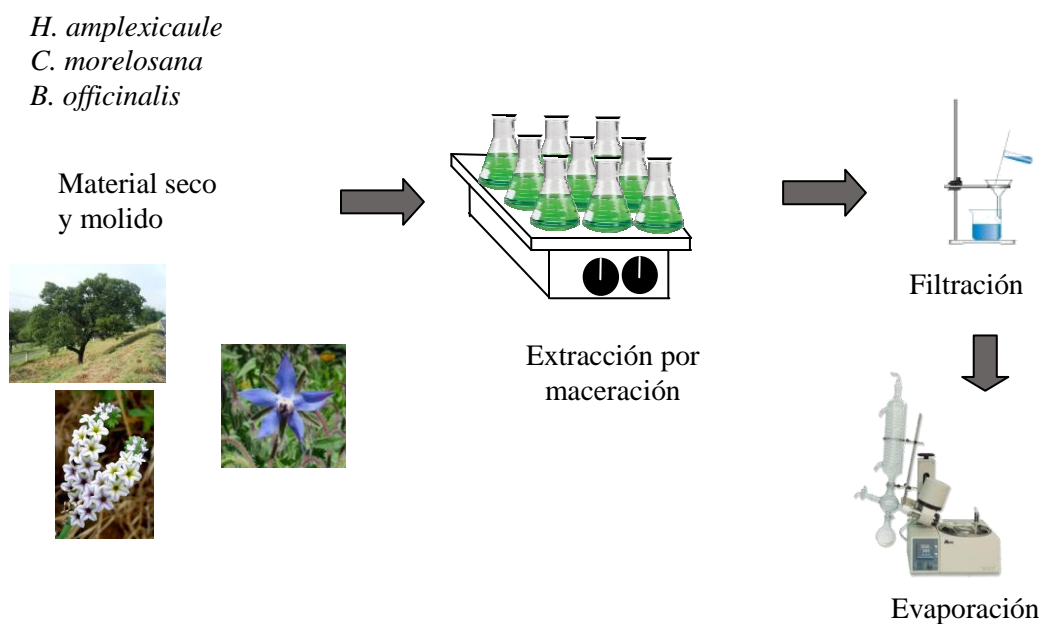 H. amplexicaule
C. morelosana
B. officinalis
Material seco
y molido
Extracción por
maceración
Filtración
Evaporación